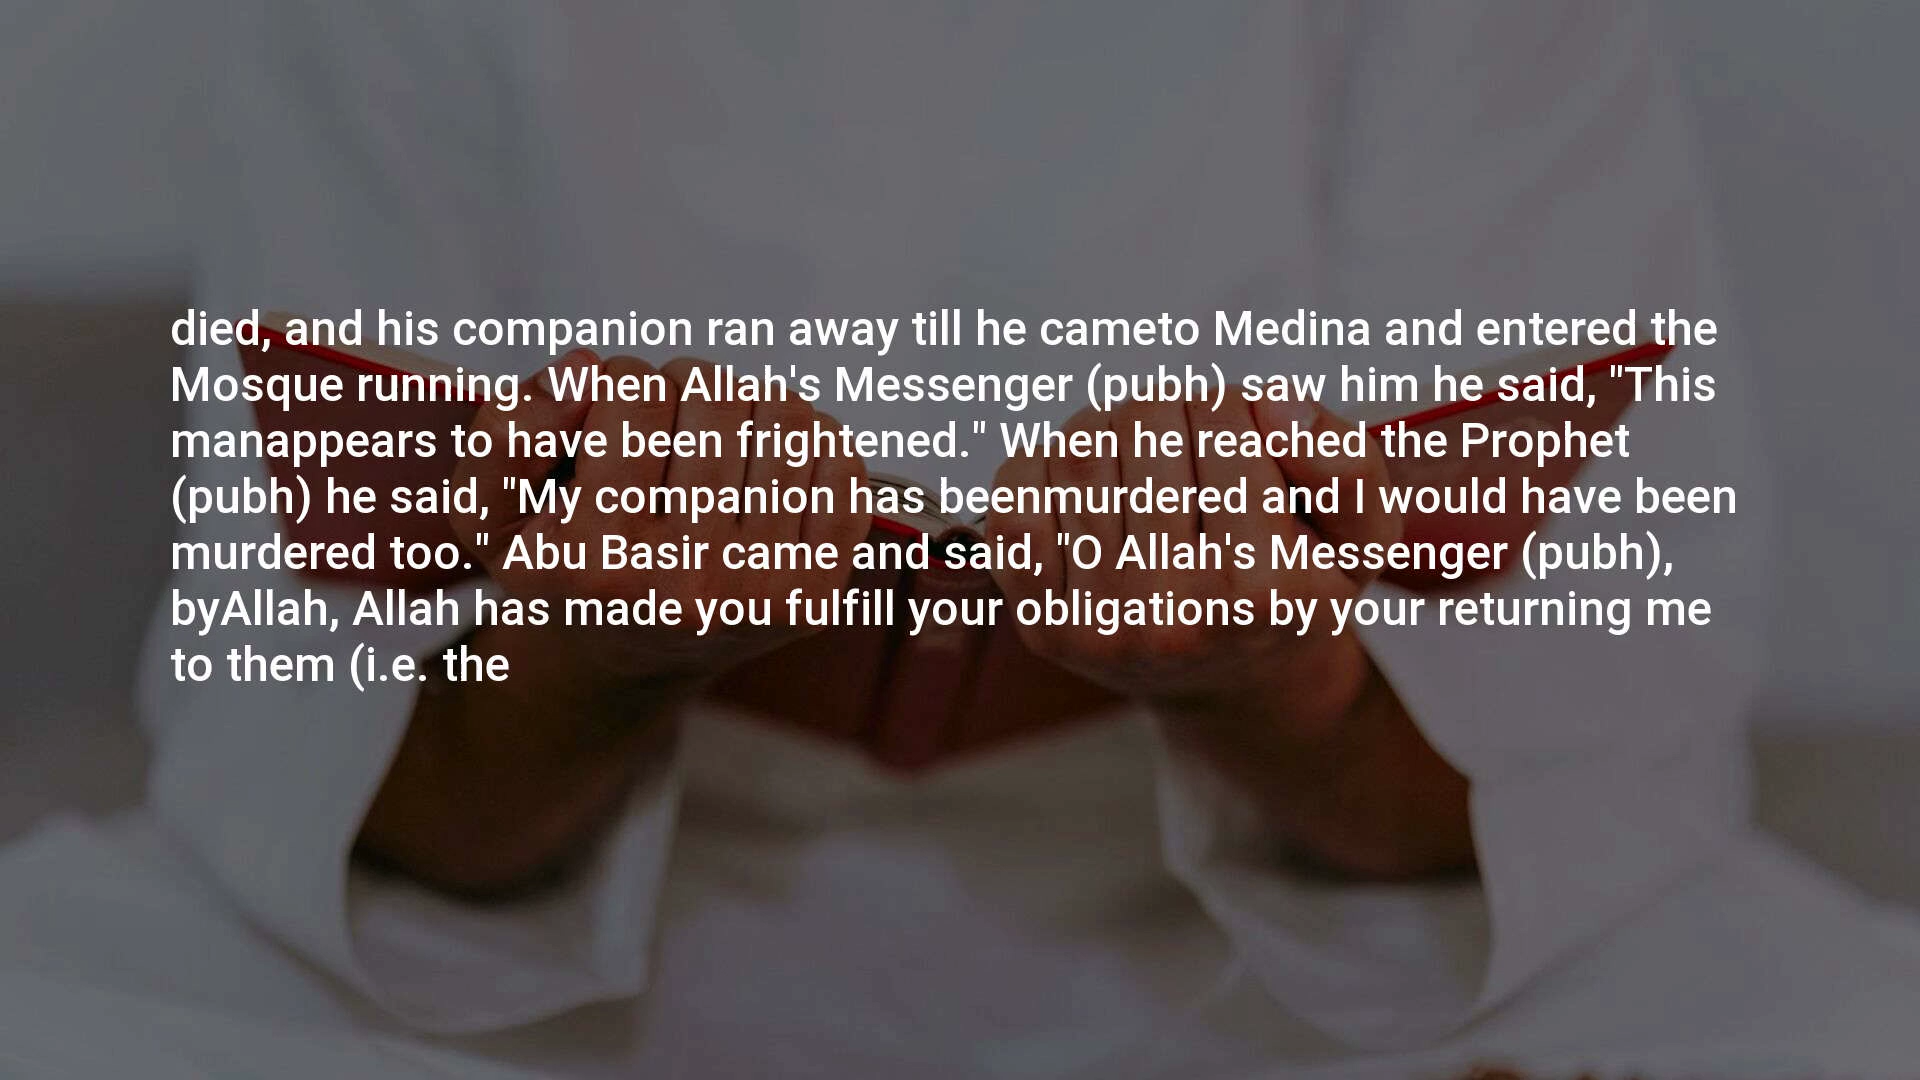 died, and his companion ran away till he cameto Medina and entered the
Mosque running. When Allah's Messenger (pubh) saw him he said, "This
manappears to have been frightened." When he reached the Prophet
(pubh) he said, "My companion has beenmurdered and I would have been
murdered too." Abu Basir came and said, "O Allah's Messenger (pubh),
byAllah, Allah has made you fulfill your obligations by your returning me
to them (i.e. the